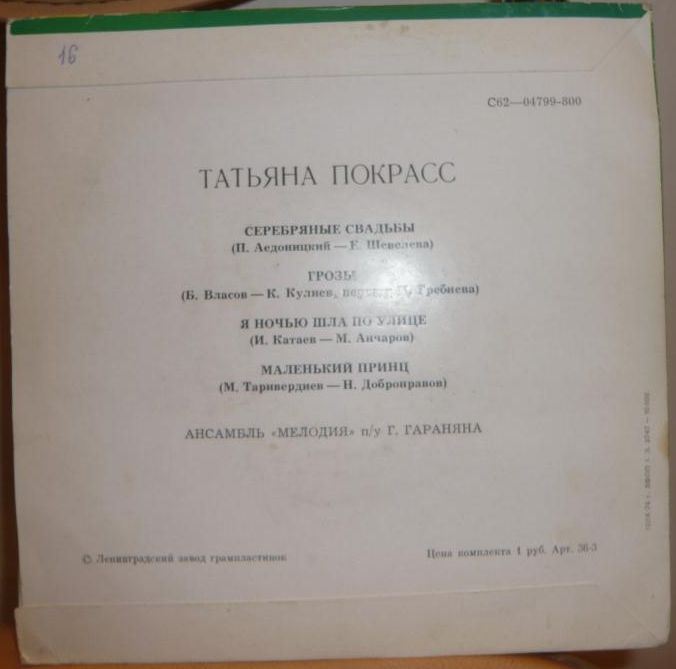 16
С62—04799-800
ТАТЬЯНА ПОКРАСС
СЕРЕБРЯНЫЕ СВАДЬБЫ
(П. Аедоницкий — Е. Шевелева)
ГРОЗЫ
(Б. Власов — К. Кулиев, Гребнева)
Я НОЧЬЮ ШЛА ПО УЛИЦЕ
(И. Катаев — М. Анчаров)
МАЛЕНЬКИЙ ПРИНЦ
(М. Таривердиев — Н. Добронравов)
АНСАМБЛЬ «МЕЛОДИЯ» п/у Г. ГАРАНЯНА
© Ленинградский завод грампластинок
Цена комплекта 1 руб. Арт. 36-3